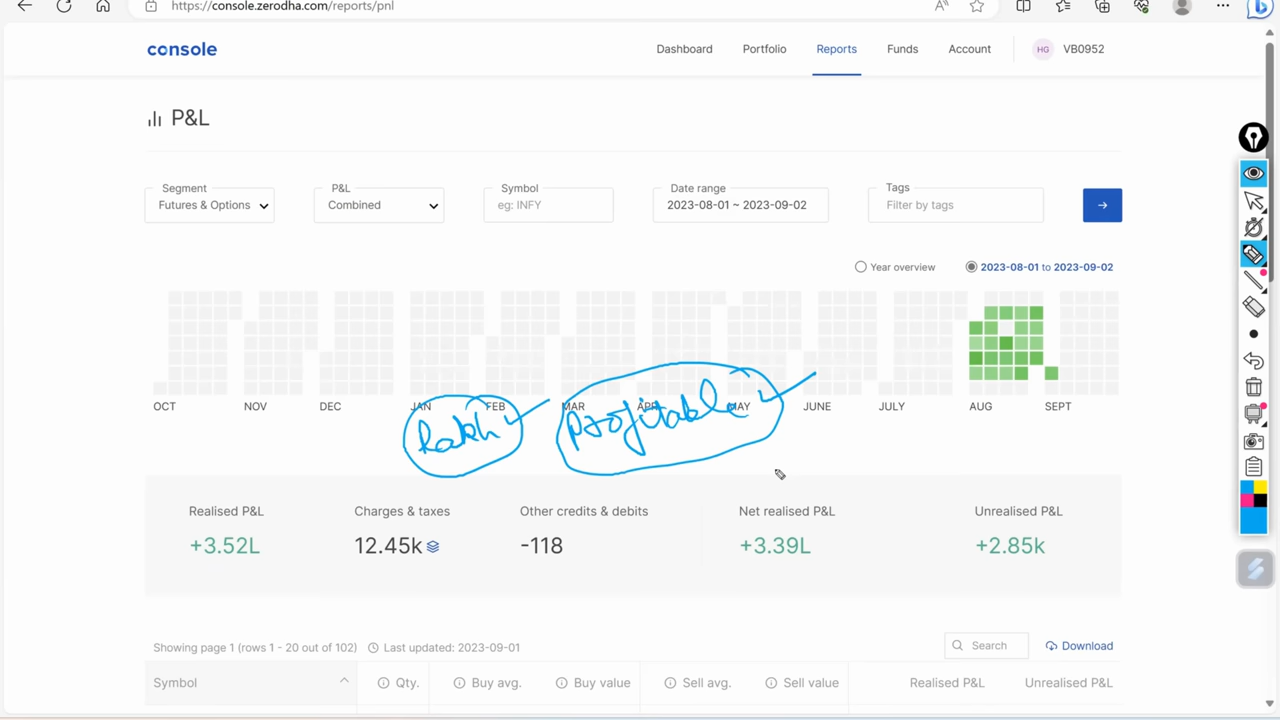 https://console.zerodha.com/reports/pnl
console
Dashboard
Portfolio
Reports
Funds
Account
HG
VB0952
P&L
Segment
P&L
Symbol
Date range
Tags
Futures & Options
Combined
eg: INFY
2023-08-01 ~ 2023-09-02
Filter by tags
Year overview
2023-08-01 to 2023-09-02
OCT
NOV
DEC
JAN
FEB
MAR
APR
MAY
JUNE
JULY
AUG
SEPT
Profitable
Realised P&L
Charges & taxes
Other credits & debits
Net realised P&L
Unrealised P&L
+3.52L
12.45k
-118
+3.39L
+2.85k
Showing page 1 (rows 1 - 20 out of 102)
Last updated: 2023-09-01
Search
Download
Symbol
Qty.
Buy avg.
Buy value
Sell avg.
Sell value
Realised P&L
Unrealised P&L